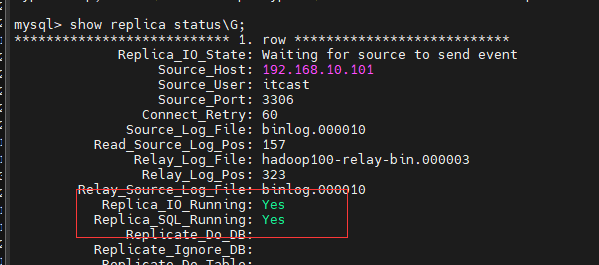 mysql> show replica status\G;
*************************** 1. row ***************************
Replica_IO_State: Waiting for source to send event
Source_Host: 192.168.10.101
Source_User: itcast
Source_Port: 3306
Connect_Retry: 60
Source_Log_File: binlog.000010
Read_Source_Log_Pos: 157
Relay_Log_File: hadoop100-relay-bin.000003
Relay_Log_Pos: 323
Relay_Source_Log_File: binlog.000010
Replica_IO_Running: Yes
Replica_SQL_Running: Yes
Replicate_Do_DB:
Replicate_Ignore_DB:
Replicate_Do_Table: